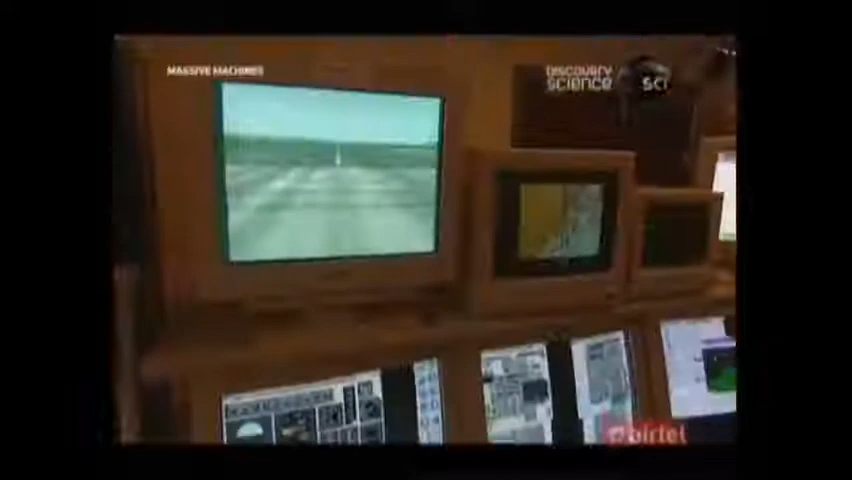 MASSIVE MACHINES
DISCOVERY
SCIENCE
SCI
airtel